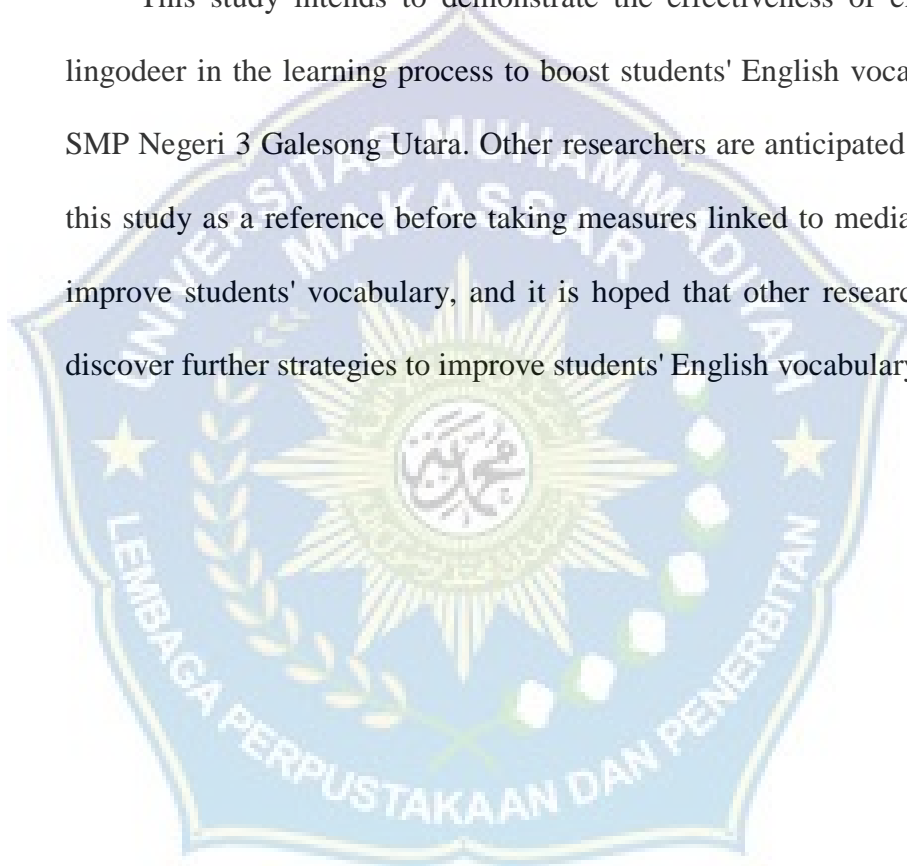 This study intends to demonstrate the effectiveness of
lingodeer in the learning process to boost students' English
SMP Negeri 3 Galesong Utara. Other researchers are anticipated
this study as a reference before taking measures linked to
improve students' vocabulary, and it is hoped that other
discover further strategies to improve students' English vocabulary
UNIVERSITAS MUHAMMADIYAH
MAKASSAR
محمدية
LEMBAGA PERPUSTAKAAN DAN PENERBITAN